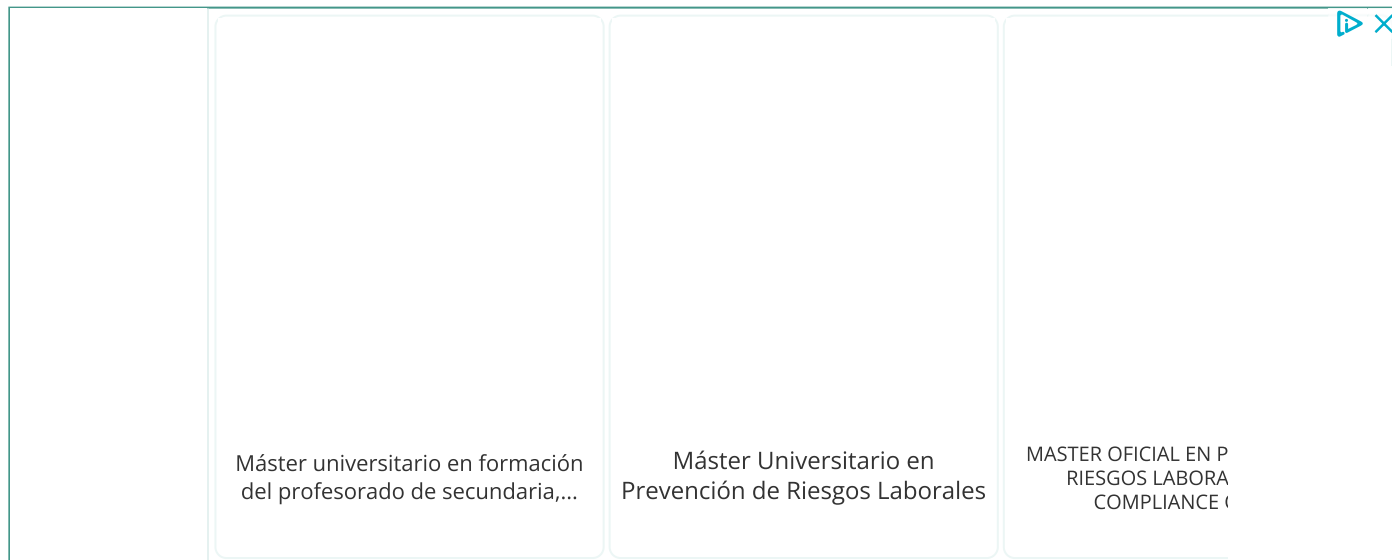 Máster universitario en formación
del profesorado de secundaria,...
Máster Universitario en
Prevención de Riesgos Laborales
MASTER OFICIAL EN P
RIESGOS LABORA
COMPLIANCE